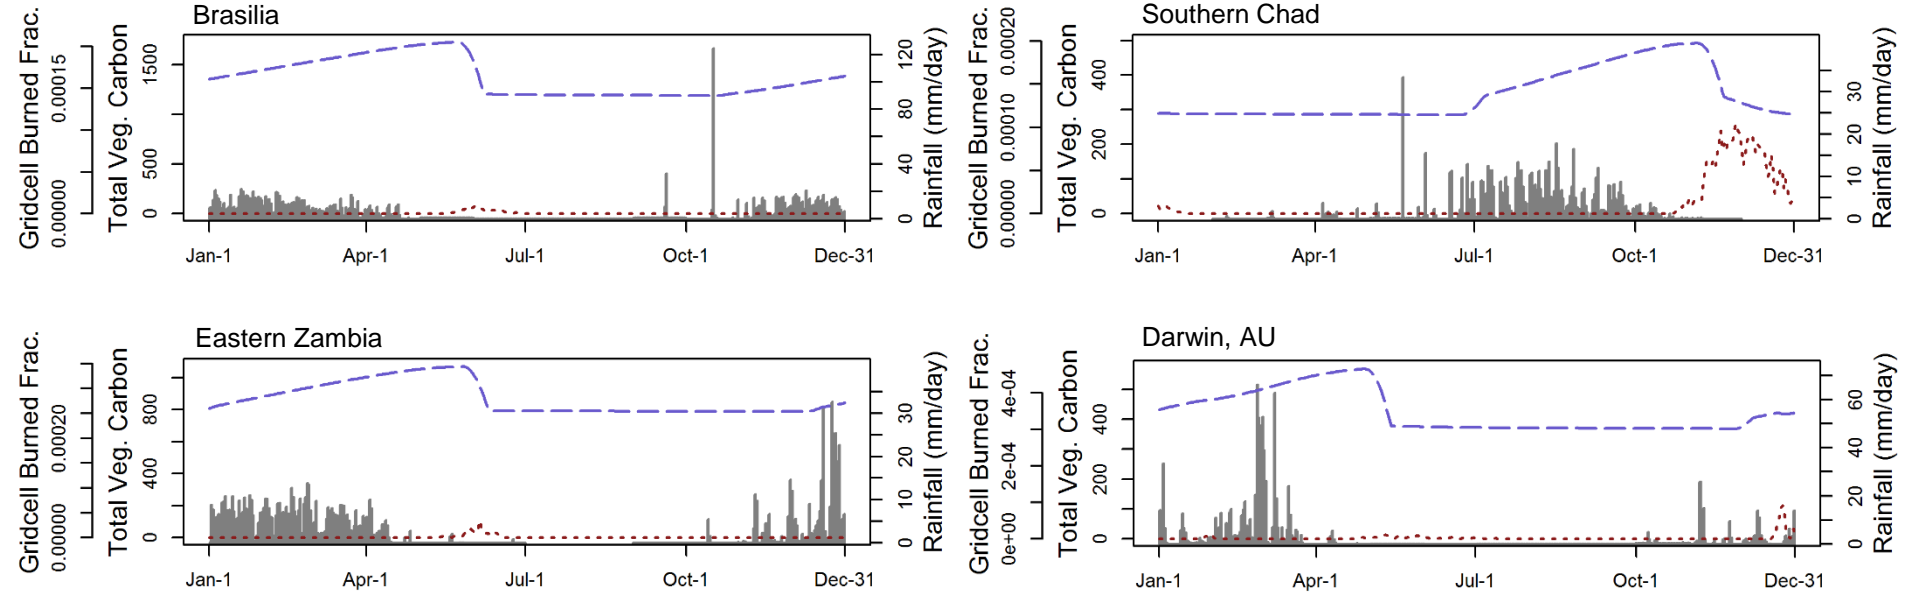 Brasilia
Gridcell Burned Frac.
0.000000 0.00015
Total Veg. Carbon
0 500 1500
Rainfall (mm/day)
0 40 80 120
Jan-1 Apr-1 Jul-1 Oct-1 Dec-31
Southern Chad
Gridcell Burned Frac.
0.00000 0.00010 0.00020
Total Veg. Carbon
0 200 400
Rainfall (mm/day)
0 10 20 30
Jan-1 Apr-1 Jul-1 Oct-1 Dec-31
Eastern Zambia
Gridcell Burned Frac.
0.00000 0.00020
Total Veg. Carbon
0 400 800
Rainfall (mm/day)
0 10 20 30
Jan-1 Apr-1 Jul-1 Oct-1 Dec-31
Darwin, AU
Gridcell Burned Frac.
0e+00 2e-04 4e-04
Total Veg. Carbon
0 200 400
Rainfall (mm/day)
0 20 40 60
Jan-1 Apr-1 Jul-1 Oct-1 Dec-31